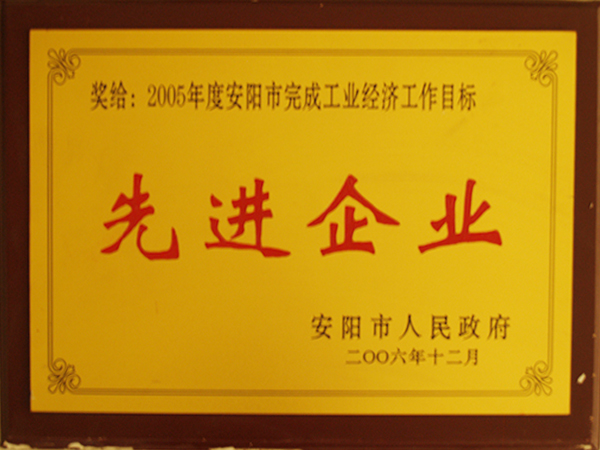 奖给：2005年度安阳市完成工业经济工作目标
先进企业
安阳市人民政府
二〇〇六年十二月